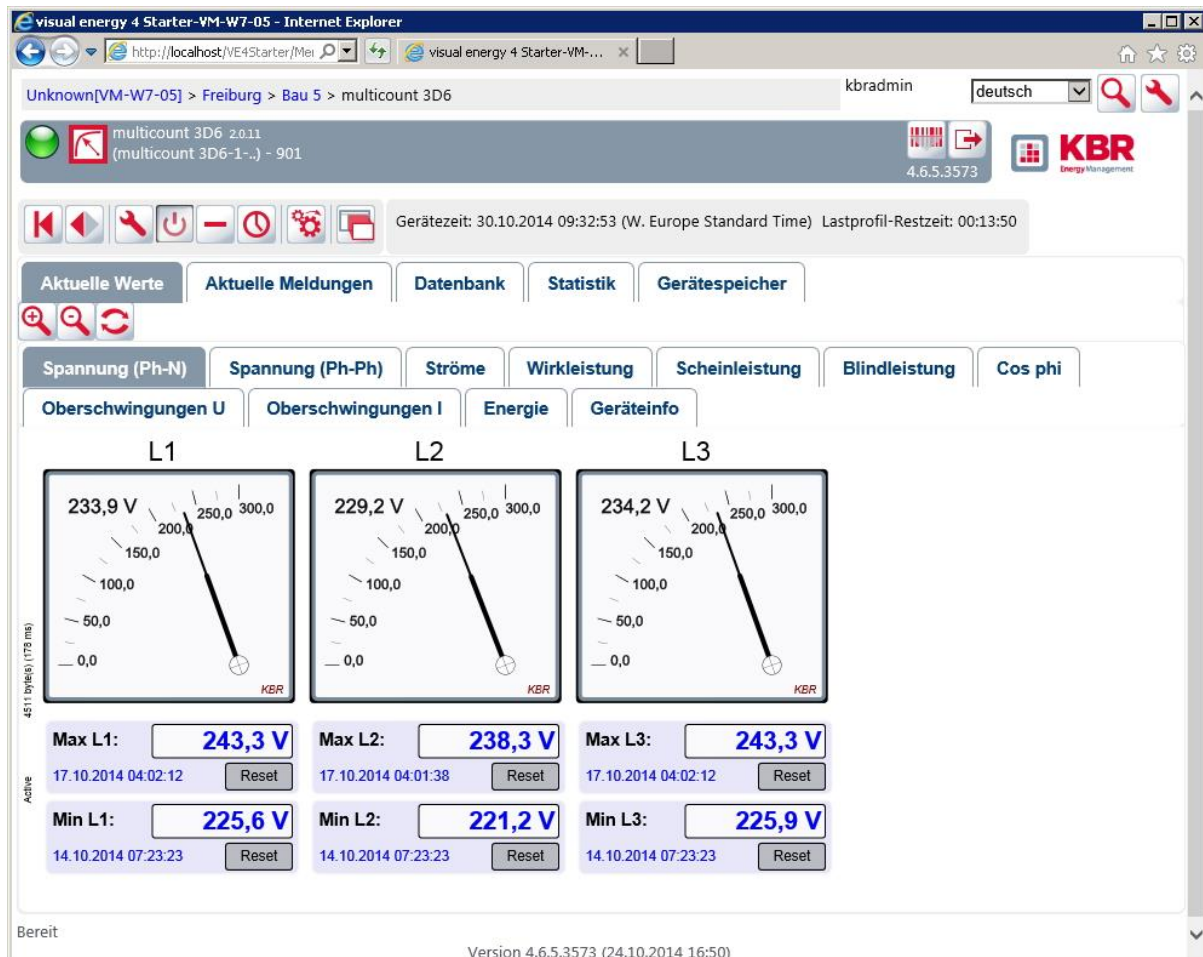 visual energy 4 Starter-VM-W7-05 - Internet Explorer
http://localhost/VE4Starter/Me
visual energy 4 Starter-VM-...
Unknown[VM-W7-05] > Freiburg > Bau 5 > multicount 3D6
kbradmin
deutsch
multicount 3D6 2.0.11
(multicount 3D6-1-..) - 901
4.6.5.3573
KBR
Energy Management
Gerätezeit: 30.10.2014 09:32:53 (W. Europe Standard Time) Lastprofil-Restzeit: 00:13:50
Aktuelle Werte Aktuelle Meldungen Datenbank Statistik Gerätespeicher
Spannung (Ph-N) Spannung (Ph-Ph) Ströme Wirkleistung Scheinleistung Blindleistung Cos phi
Oberschwingungen U Oberschwingungen I Energie Geräteinfo
L1 L2 L3
233,9 V 200,0 250,0 300,0
150,0
100,0
50,0
0,0
KBR
229,2 V 200,0 250,0 300,0
150,0
100,0
50,0
0,0
KBR
234,2 V 200,0 250,0 300,0
150,0
100,0
50,0
0,0
KBR
4511 byte(s) (178 ms)
Active
Max L1: 243,3 V Max L2: 238,3 V Max L3: 243,3 V
17.10.2014 04:02:12 Reset 17.10.2014 04:01:38 Reset 17.10.2014 04:02:12 Reset
Min L1: 225,6 V Min L2: 221,2 V Min L3: 225,9 V
14.10.2014 07:23:23 Reset 14.10.2014 07:23:23 Reset 14.10.2014 07:23:23 Reset
Bereit
Version 4.6.5.3573 (24.10.2014 16:50)